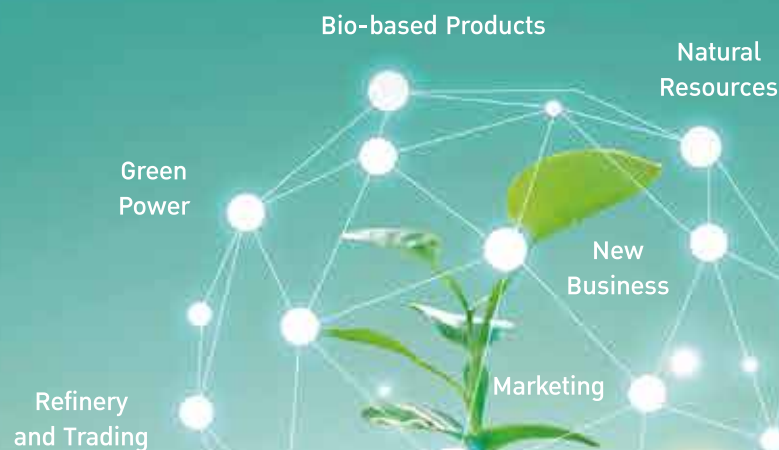 Bio-based Products
Natural
Resources
Green
Power
New
Business
Marketing
Refinery
and Trading